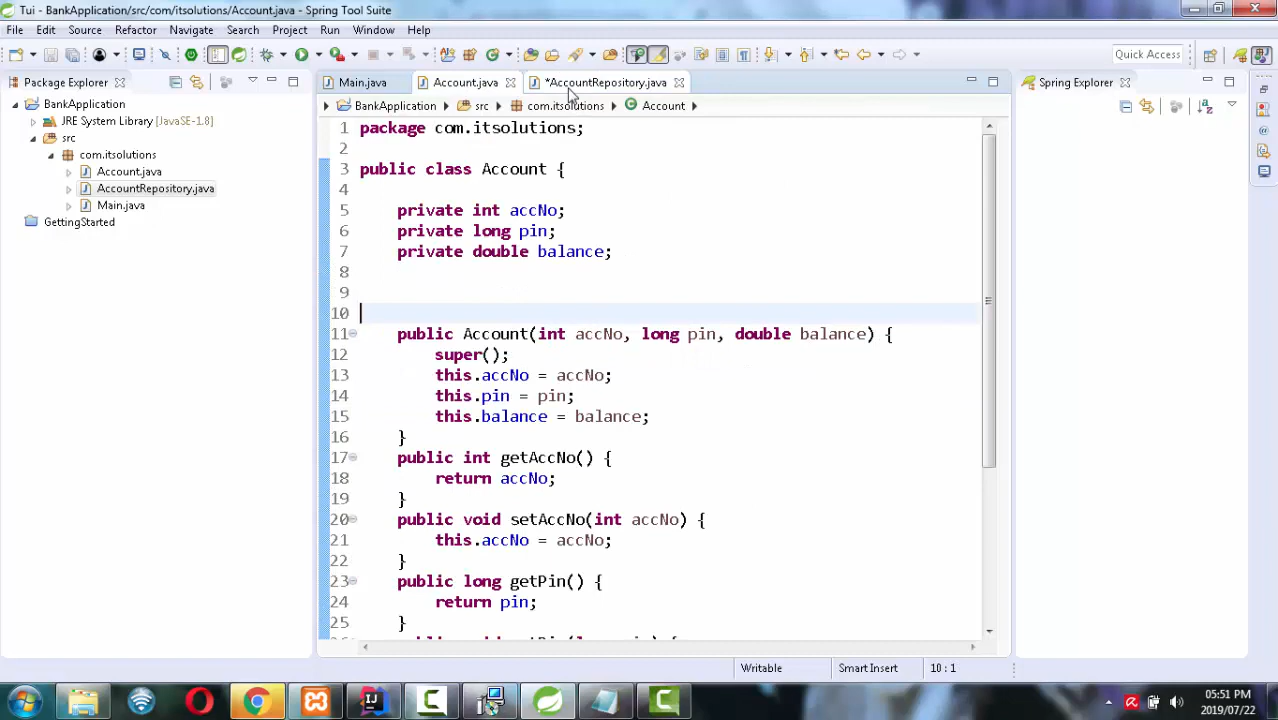 Tui - BankApplication/src/com/itsolutions/Account.java - Spring Tool Suite
File Edit Source Refactor Navigate Search Project Run Window Help
Quick Access
Package Explorer
Main.java Account.java *AccountRepository.java
Spring Explorer
BankApplication
JRE System Library [JavaSE-1.8]
src
com.itsolutions
Account.java
AccountRepository.java
Main.java
GettingStarted
BankApplication src com.itsolutions Account
1 package com.itsolutions;
2
3 public class Account {
4
5 private int accNo;
6 private long pin;
7 private double balance;
8
9
10
11 public Account(int accNo, long pin, double balance) {
12 super();
13 this.accNo = accNo;
14 this.pin = pin;
15 this.balance = balance;
16 }
17 public int getAccNo() {
18 return accNo;
19 }
20 public void setAccNo(int accNo) {
21 this.accNo = accNo;
22 }
23 public long getPin() {
24 return pin;
25 }
Writable Smart Insert 10 : 1
05:51 PM
2019/07/22